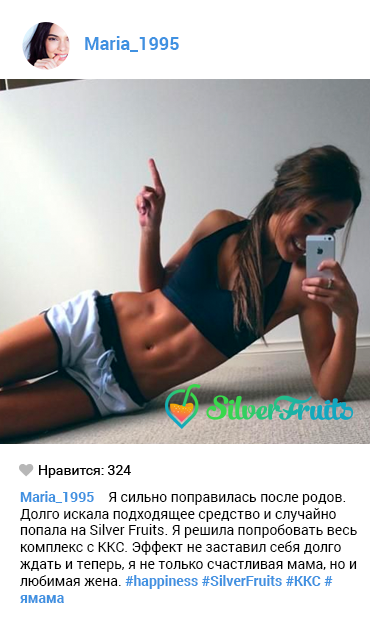 Maria_1995
SilverFruits
Нравится: 324
Maria_1995 Я сильно поправилась после родов.
Долго искала подходящее средство и случайно
попала на Silver Fruits. Я решила попробовать весь
комплекс с ККС. Эффект не заставил себя долго
ждать и теперь, я не только счастливая мама, но и
любимая жена. #happiness #SilverFruits #ККС #
ямама